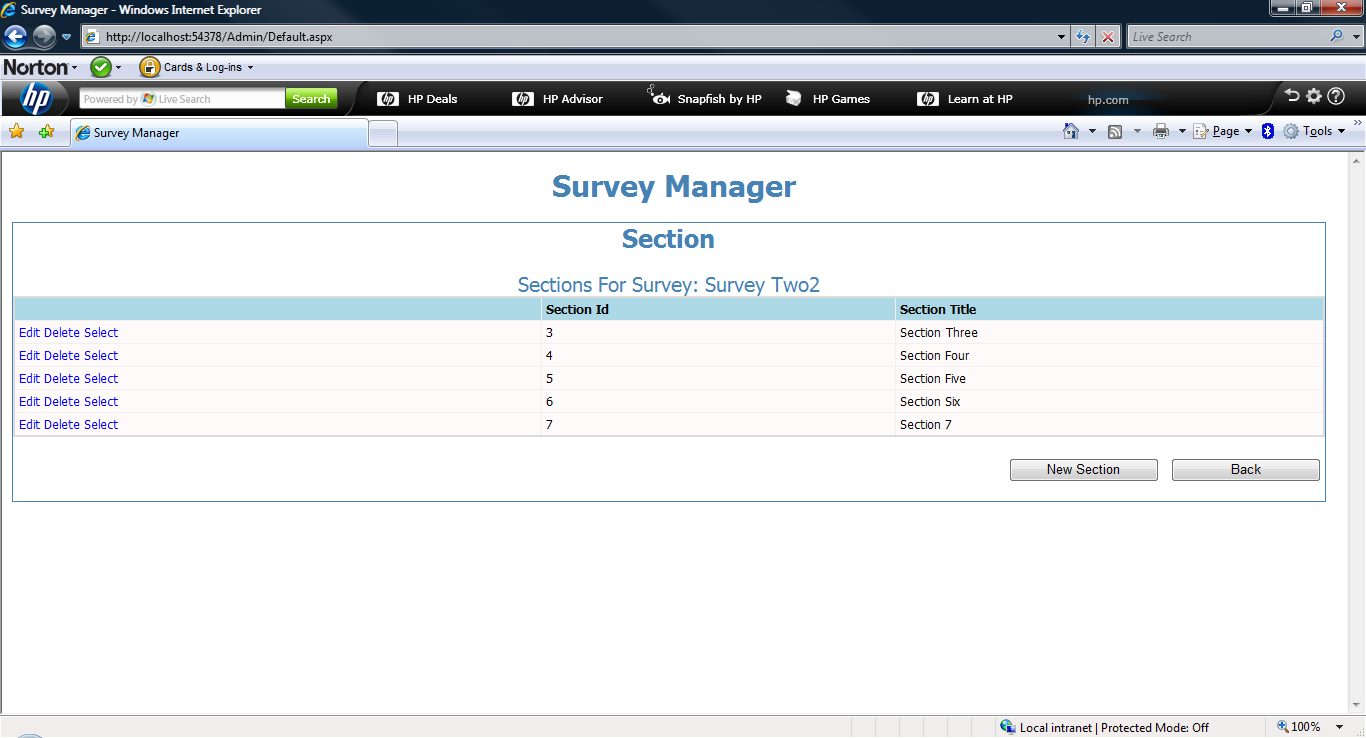 Survey Manager - Windows Internet Explorer
http://localhost:54378/Admin/Default.aspx
Live Search
Norton
Cards & Log-ins
hp
Powered by Live Search
Search
hp HP Deals
hp HP Advisor
Snapfish by HP
HP Games
hp Learn at HP
hp.com
Survey Manager
Page
Tools
Survey Manager
Section
Sections For Survey: Survey Two2
Section Id Section Title
Edit Delete Select 3 Section Three
Edit Delete Select 4 Section Four
Edit Delete Select 5 Section Five
Edit Delete Select 6 Section Six
Edit Delete Select 7 Section 7
New Section Back
Local intranet | Protected Mode: Off
100%